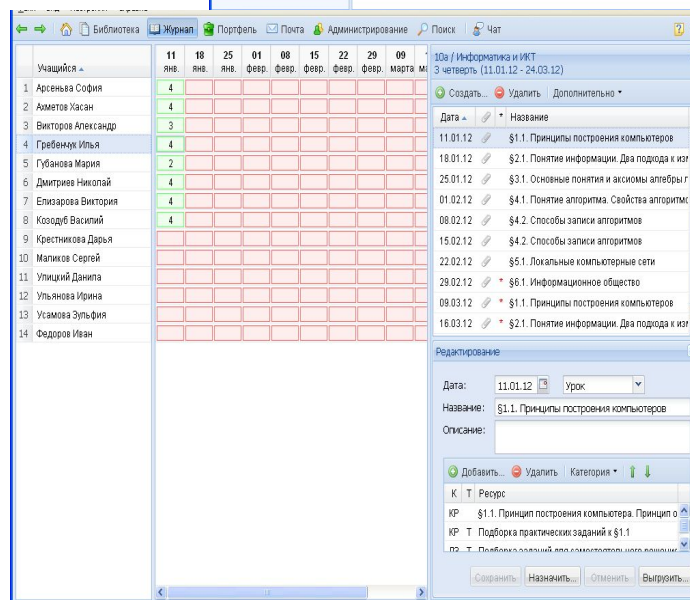 Библиотека Журнал Портфель Почта Администрирование Поиск Чат
Учащийся
11 янв. 18 янв. 25 янв. 01 февр. 08 февр. 15 февр. 22 февр. 29 февр. 09 марта
1 Арсеньва София 4
2 Ахметов Хасан 4
3 Викторов Александр 3
4 Гребенчук Илья 4
5 Губанова Мария 2
6 Дмитриев Николай 4
7 Елизарова Виктория 4
8 Козодуб Василий 4
9 Крестникова Дарья
10 Маликов Сергей
11 Улицкий Данила
12 Ульянова Ирина
13 Усамова Зульфия
14 Федоров Иван
10а / Информатика и ИКТ
3 четверть (11.01.12 - 24.03.12)
Создать... Удалить Дополнительно
Дата * Название
11.01.12 §1.1. Принципы построения компьютеров
18.01.12 §2.1. Понятие информации. Два подхода к изм
25.01.12 §3.1. Основные понятия и аксиомы алгебры л
01.02.12 §4.1. Понятие алгоритма. Свойства алгоритмо
08.02.12 §4.2. Способы записи алгоритмов
15.02.12 §4.2. Способы записи алгоритмов
22.02.12 §5.1. Локальные компьютерные сети
29.02.12 * §6.1. Информационное общество
09.03.12 * §1.1. Принципы построения компьютеров
16.03.12 * §2.1. Понятие информации. Два подхода к изм
Редактирование
Дата: 11.01.12 Урок
Название: §1.1. Принципы построения компьютеров
Описание:
Добавить... Удалить Категория
К Т Ресурс
КР §1.1. Принцип построения компьютера. Принцип о
КР Т Подборка практических заданий к §1.1
ПЗ Т Подборка заданий для самостоятельного решения
Сохранить Назначить... Отменить Выгрузить...